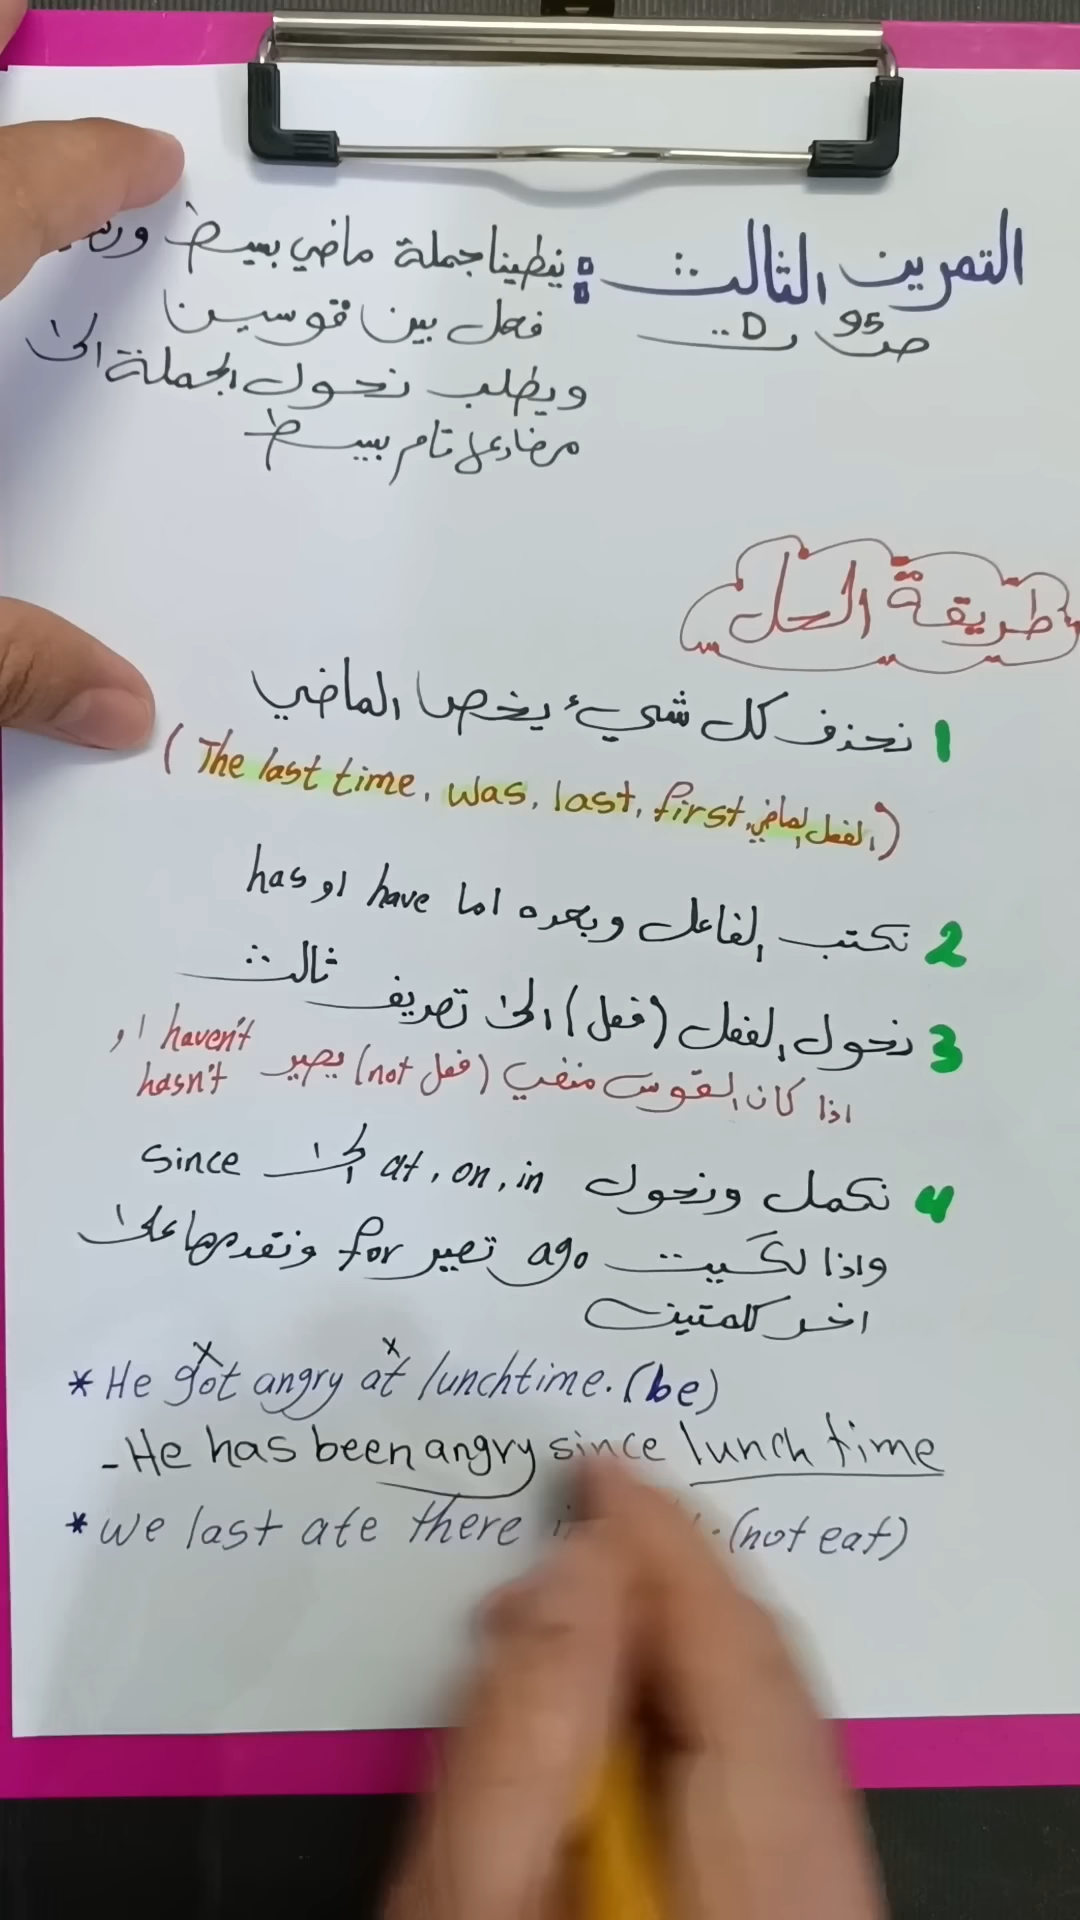 التمرين الثالث : ينطينا جملة ماضي بسيط
ص 95 ت D
فعل بين قوسين
ويطلب نحول الجملة الى
مضارع تام بسيط
طريقة الحل
1 نحذف كل شيء يخص الماضي
( The last time, was, last, first, الفعل الماضي )
2 نكتب الفاعل وبعده اما have او has
3 نحول الفعل (فعل) الى تصريف ثالث
اذا كان القوس منفي (not فعل) يصير haven't او
hasn't
4 نكمل ونحول at, on, in الى since
واذا لكيت ago تصير for ونقدمها على
اخر كلمتين
* He got angry at lunchtime. (be)
- He has been angry since lunch time
* we last ate there (not eat)